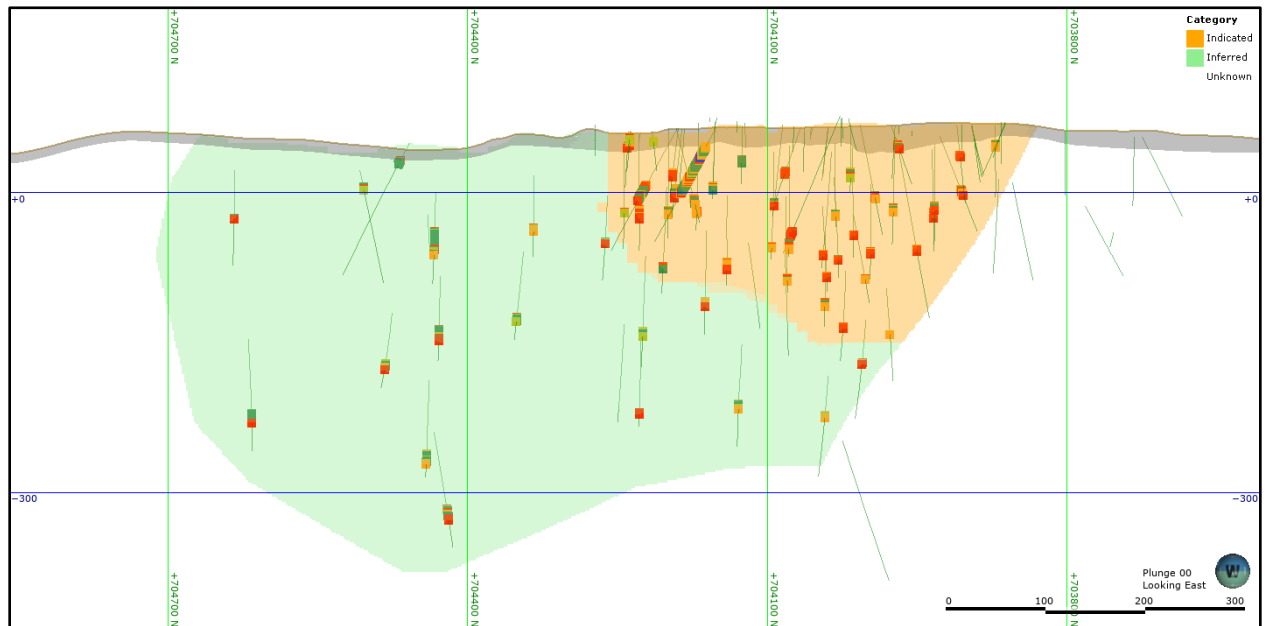 +704700 N
+704400 N
+704100 N
+703800 N
Category
Indicated
Inferred
Unknown
+0
+0
-300
-300
+704700 N
+704400 N
+704100 N
+703800 N
Plunge 00
Looking East
W
0
100
200
300